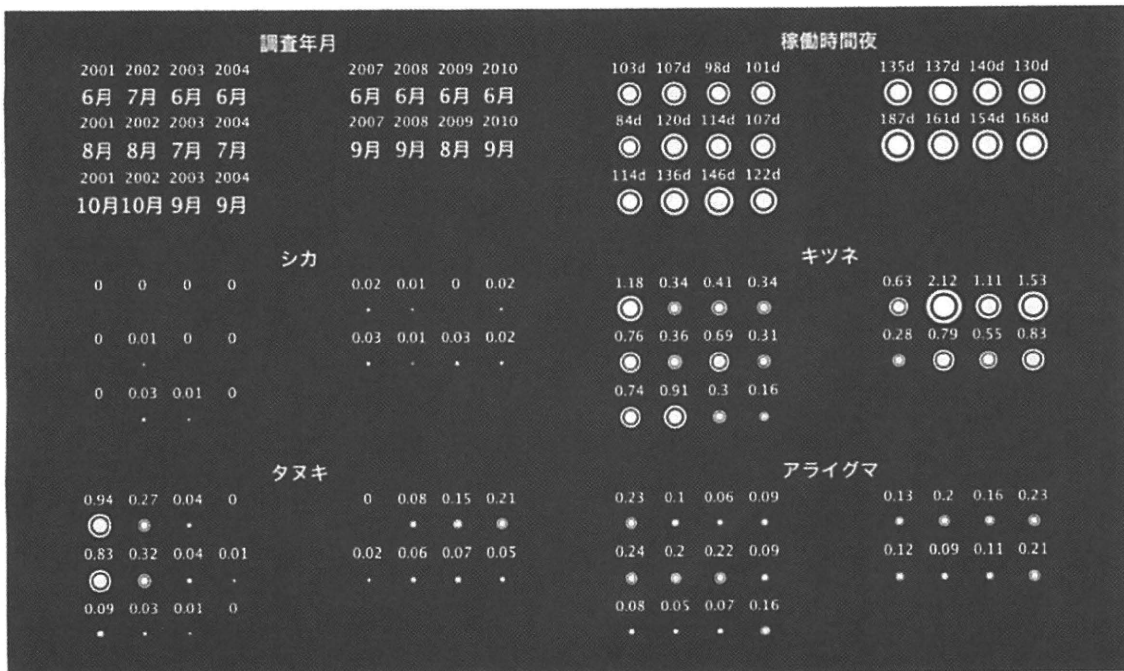 調査年月
2001 2002 2003 2004 2007 2008 2009 2010
6月 7月 6月 6月 6月 6月 6月 6月
2001 2002 2003 2004 2007 2008 2009 2010
8月 8月 7月 7月 9月 9月 8月 9月
2001 2002 2003 2004
10月 10月 9月 9月
稼働時間夜
103d 107d 98d 101d 135d 137d 140d 130d
84d 120d 114d 107d 187d 161d 154d 168d
114d 136d 146d 122d
シカ
0 0 0 0 0.02 0.01 0 0.02
0 0.01 0 0 0.03 0.01 0.03 0.02
0 0.03 0.01 0
キツネ
1.18 0.34 0.41 0.34 0.63 2.12 1.11 1.53
0.76 0.36 0.69 0.31 0.28 0.79 0.55 0.83
0.74 0.91 0.3 0.16
タヌキ
0.94 0.27 0.04 0 0 0.08 0.15 0.21
0.83 0.32 0.04 0.01 0.02 0.06 0.07 0.05
0.09 0.03 0.01 0
アライグマ
0.23 0.1 0.06 0.09 0.13 0.2 0.16 0.23
0.24 0.2 0.22 0.09 0.12 0.09 0.11 0.21
0.08 0.05 0.07 0.16